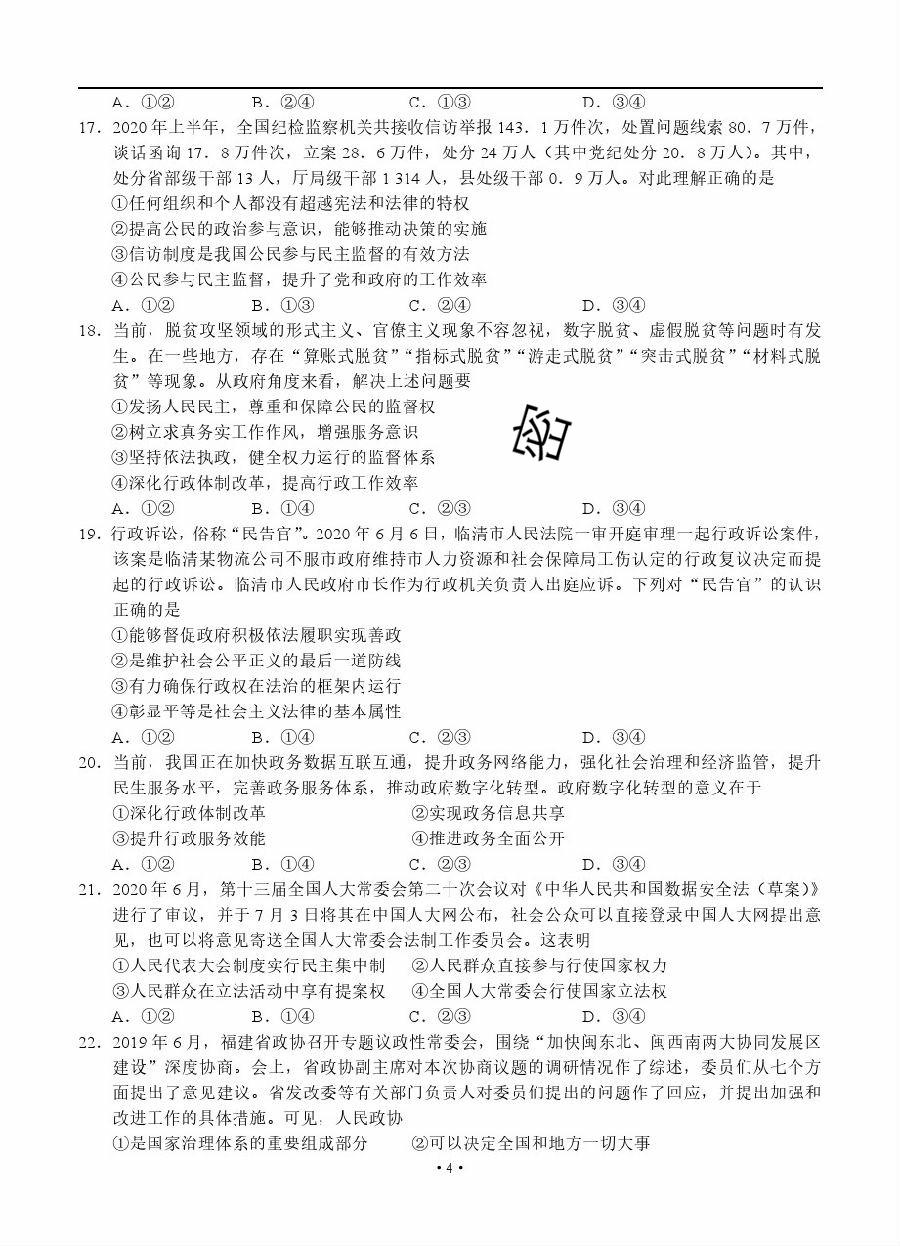 A．①② B．②④ C．①③ D．③④
17．2020年上半年，全国纪检监察机关共接收信访举报 143．1 万件次，处置问题线索 80．7 万件，
谈话函询 17．8 万件次，立案 28．6 万件，处分 24 万人（其中党纪处分 20．8 万人）。其中，
处分省部级干部 13 人，厅局级干部 1 314 人，县处级干部 0．9 万人。对此理解正确的是
①任何组织和个人都没有超越宪法和法律的特权
②提高公民的政治参与意识，能够推动决策的实施
③信访制度是我国公民参与民主监督的有效方法
④公民参与民主监督，提升了党和政府的工作效率
A．①② B．①③ C．②④ D．③④
18．当前，脱贫攻坚领域的形式主义、官僚主义现象不容忽视，数字脱贫、虚假脱贫等问题时有发
生。在一些地方，存在“算账式脱贫”“指标式脱贫”“游走式脱贫”“突击式脱贫”“材料式脱
贫”等现象。从政府角度来看，解决上述问题要
①发扬人民民主，尊重和保障公民的监督权
②树立求真务实工作作风，增强服务意识
③坚持依法执政，健全权力运行的监督体系
④深化行政体制改革，提高行政工作效率
A．①② B．①④ C．②③ D．③④
19．行政诉讼，俗称“民告官”。2020 年 6 月 6 日，临清市人民法院一审开庭审理一起行政诉讼案件，
该案是临清某物流公司不服市政府维持市人力资源和社会保障局工伤认定的行政复议决定而提
起的行政诉讼。临清市人民政府市长作为行政机关负责人出庭应诉。下列对“民告官”的认识
正确的是
①能够督促政府积极依法履职实现善政
②是维护社会公平正义的最后一道防线
③有力确保行政权在法治的框架内运行
④彰显平等是社会主义法律的基本属性
A．①② B．①④ C．②③ D．③④
20．当前，我国正在加快政务数据互联互通，提升政务网络能力，强化社会治理和经济监管，提升
民生服务水平，完善政务服务体系，推动政府数字化转型。政府数字化转型的意义在于
①深化行政体制改革 ②实现政务信息共享
③提升行政服务效能 ④推进政务全面公开
A．①② B．①④ C．②③ D．③④
21．2020 年 6 月，第十三届全国人大常委会第二十次会议对《中华人民共和国数据安全法（草案）》
进行了审议，并于 7 月 3 日将其在中国人大网公布，社会公众可以直接登录中国人大网提出意
见，也可以将意见寄送全国人大常委会法制工作委员会。这表明
①人民代表大会制度实行民主集中制 ②人民群众直接参与行使国家权力
③人民群众在立法活动中享有提案权 ④全国人大常委会行使国家立法权
A．①② B．①④ C．②③ D．③④
22．2019 年 6 月，福建省政协召开专题议政性常委会，围绕“加快闽东北、闽西南两大协同发展区
建设”深度协商。会上，省政协副主席对本次协商议题的调研情况作了综述，委员们从七个方
面提出了意见建议。省发改委等有关部门负责人对委员们提出的问题作了回应，并提出加强和
改进工作的具体措施。可见，人民政协
①是国家治理体系的重要组成部分 ②可以决定全国和地方一切大事
·4·